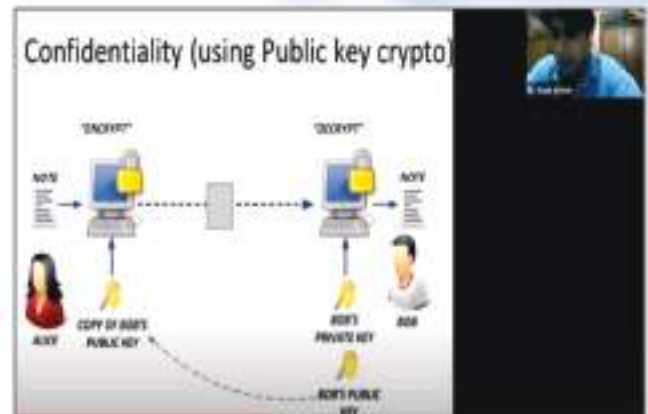 Confidentiality (using Public key crypto)
"ENCRYPT"
"DECRYPT"
NOTE
NOTE
ALICE
COPY OF BOB'S
PUBLIC KEY
BOB'S
PRIVATE KEY
BOB
BOB'S PUBLIC
KEY